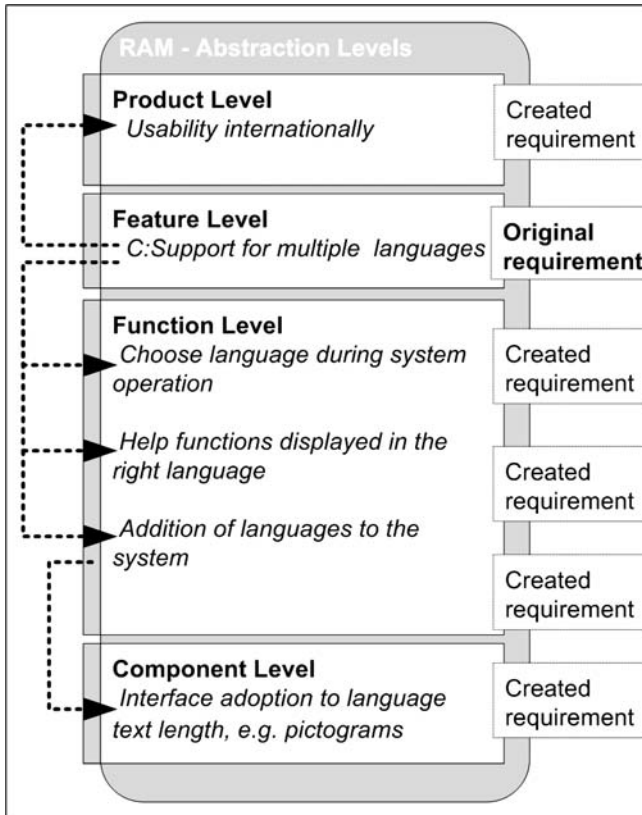 RAM - Abstraction Levels
Product Level
Usability internationally
Created
requirement
Feature Level
C:Support for multiple languages
Original
requirement
Function Level
Choose language during system
operation
Created
requirement
Help functions displayed in the
right language
Created
requirement
Addition of languages to the
system
Created
requirement
Component Level
Interface adoption to language
text length, e.g. pictograms
Created
requirement